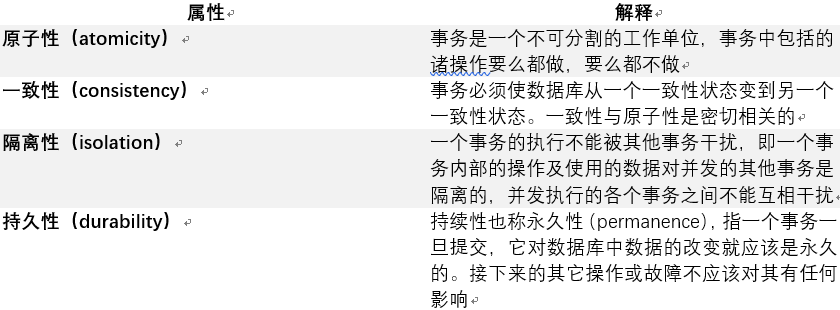 属性 解释
原子性（atomicity） 事务是一个不可分割的工作单位，事务中包括的
诸操作要么都做，要么都不做
一致性（consistency） 事务必须使数据库从一个一致性状态变到另一个
一致性状态。一致性与原子性是密切相关的
隔离性（isolation） 一个事务的执行不能被其他事务干扰，即一个事
务内部的操作及使用的数据对并发的其他事务是
隔离的，并发执行的各个事务之间不能互相干扰
持久性（durability） 持续性也称永久性（permanence），指一个事务一
旦提交，它对数据库中数据的改变就应该是永久
的。接下来的其它操作或故障不应该对其有任何
影响